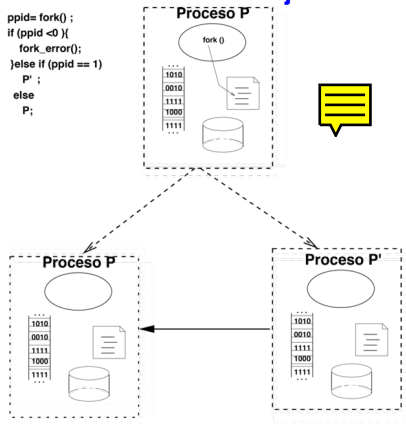 ppid= fork() ;
if (ppid <0 ){
fork_error();
}else if (ppid == 1)
P' ;
else
P;
Proceso P
fork ()
...
1010
0010
1111
1000
1111
...
Proceso P
...
1010
0010
1111
1000
1111
...
Proceso P'
...
1010
0010
1111
1000
1111
...